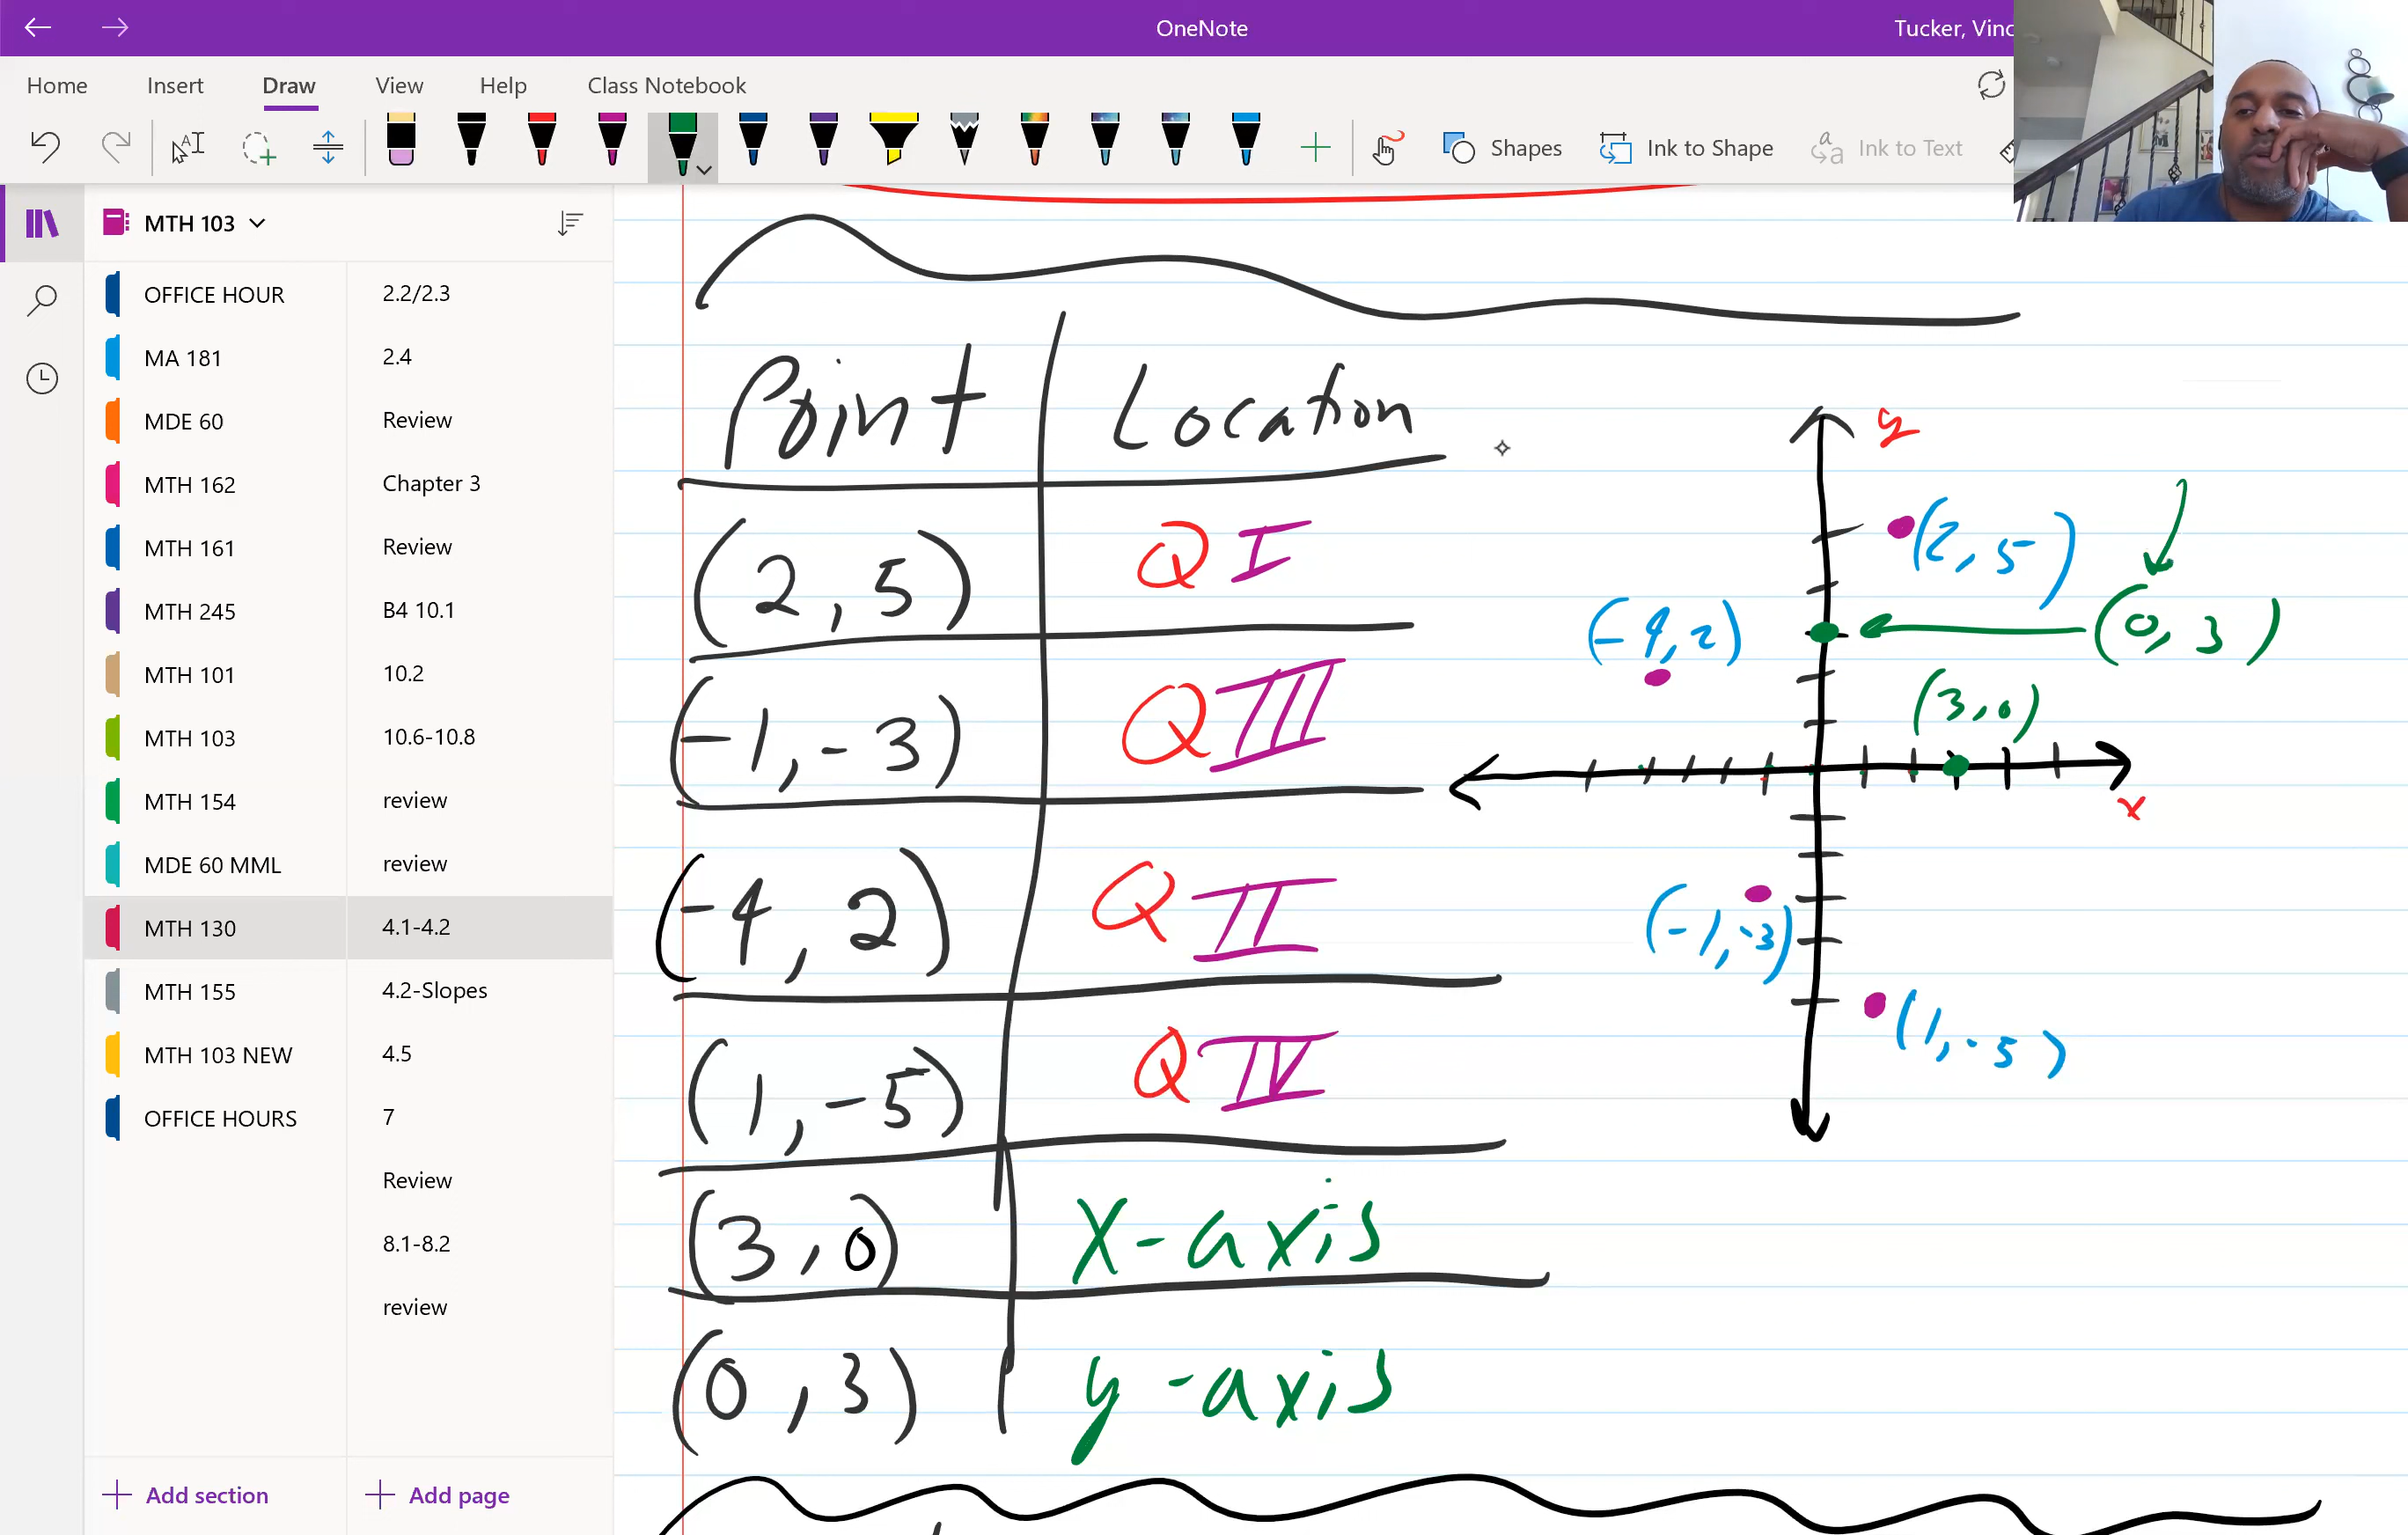 OneNote
Tucker, Vinc
Home Insert Draw View Help Class Notebook
Shapes Ink to Shape Ink to Text
MTH 103
OFFICE HOUR
MA 181
MDE 60
MTH 162
MTH 161
MTH 245
MTH 101
MTH 103
MTH 154
MDE 60 MML
MTH 130
MTH 155
MTH 103 NEW
OFFICE HOURS
Add section
2.2/2.3
2.4
Review
Chapter 3
Review
B4 10.1
10.2
10.6-10.8
review
review
4.1-4.2
4.2-Slopes
4.5
7
Review
8.1-8.2
review
Add page
Point Location
(2, 5) Q I
(-1, -3) Q III
(-4, 2) Q II
(1, -5) Q IV
(3, 0) X-axis
(0, 3) y-axis
y
(2, 5)
(-4, 2)
(0, 3)
(3, 0)
x
(-1, -3)
(1, -5)